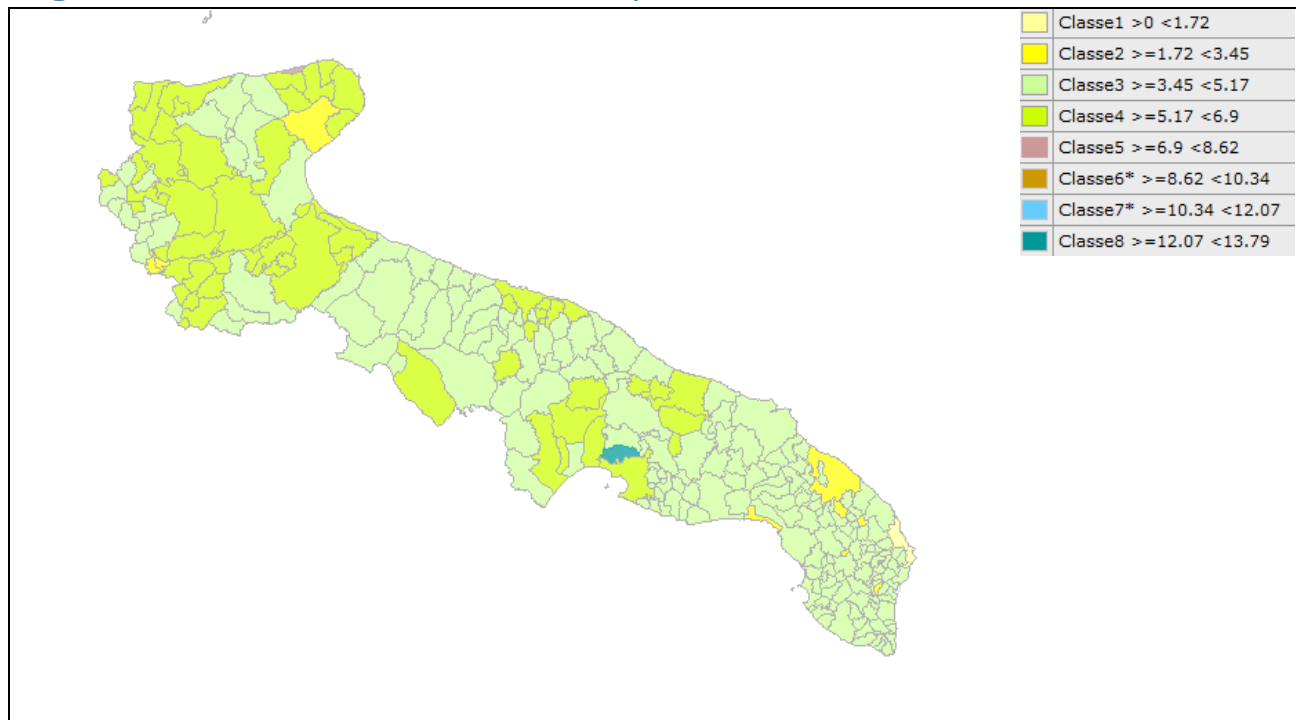 Classe1 >0 <1.72
Classe2 >=1.72 <3.45
Classe3 >=3.45 <5.17
Classe4 >=5.17 <6.9
Classe5 >=6.9 <8.62
Classe6* >=8.62 <10.34
Classe7* >=10.34 <12.07
Classe8 >=12.07 <13.79